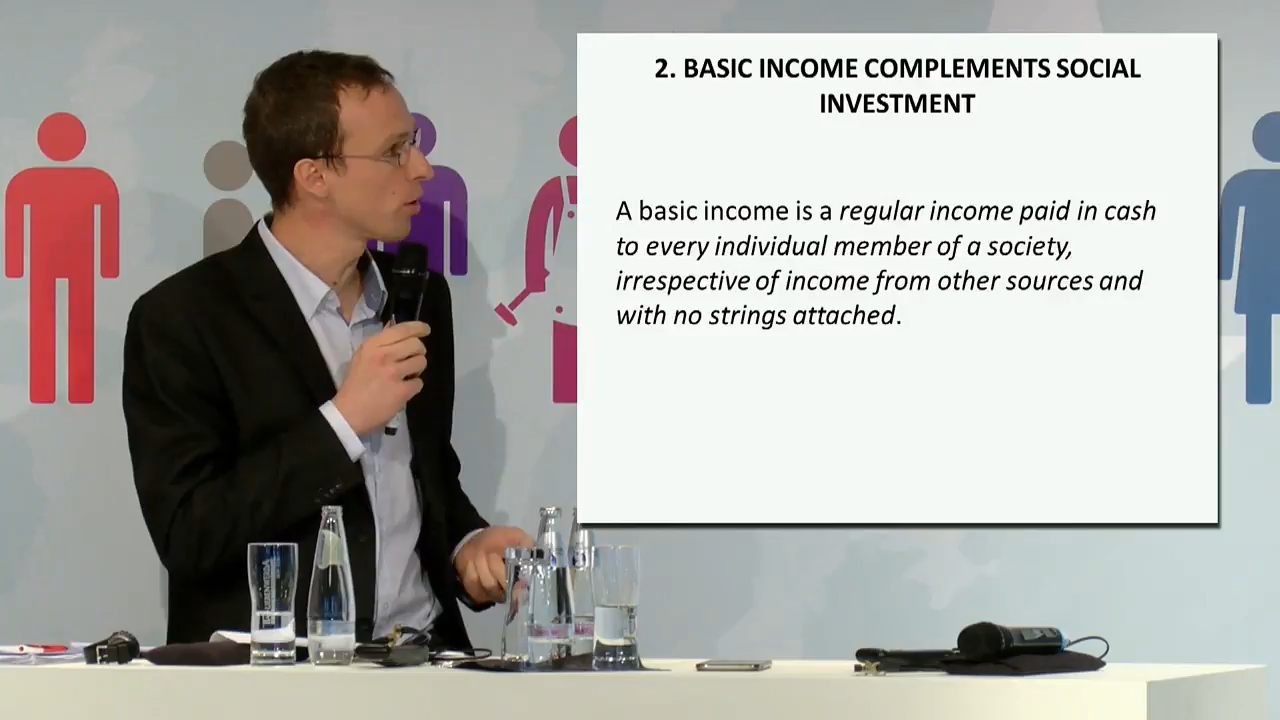 2. BASIC INCOME COMPLEMENTS SOCIAL
INVESTMENT
A basic income is a regular income paid in cash
to every individual member of a society,
irrespective of income from other sources and
with no strings attached.